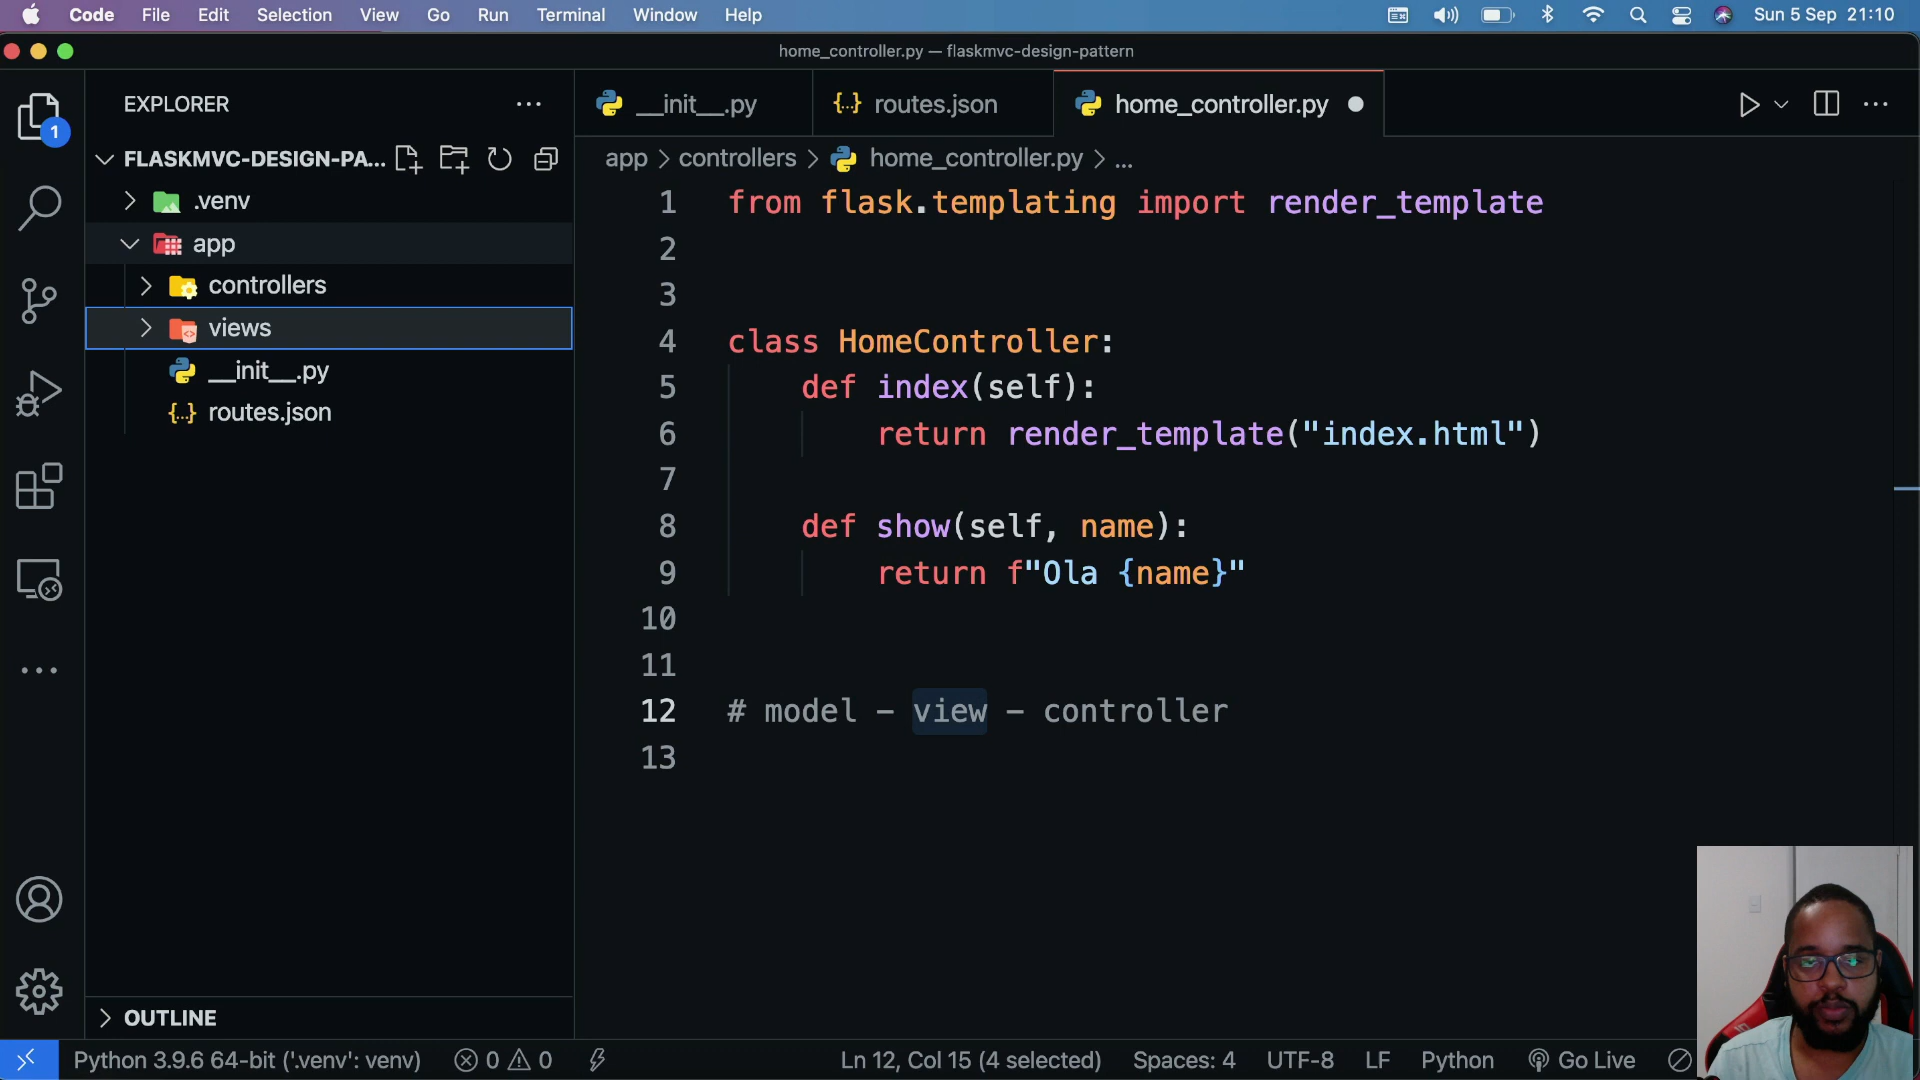 Code File Edit Selection View Go Run Terminal Window Help Sun 5 Sep 21:10
home_controller.py — flaskmvc-design-pattern
EXPLORER
1
FLASKMVC-DESIGN-PA...
.venv
app
controllers
views
__init__.py
routes.json
OUTLINE
__init__.py routes.json home_controller.py
app > controllers > home_controller.py > ...
1 from flask.templating import render_template
2
3
4 class HomeController:
5 def index(self):
6 return render_template("index.html")
7
8 def show(self, name):
9 return f"Ola {name}"
10
11
12 # model - view - controller
13
Python 3.9.6 64-bit ('.venv': venv) 0 0 Ln 12, Col 15 (4 selected) Spaces: 4 UTF-8 LF Python Go Live